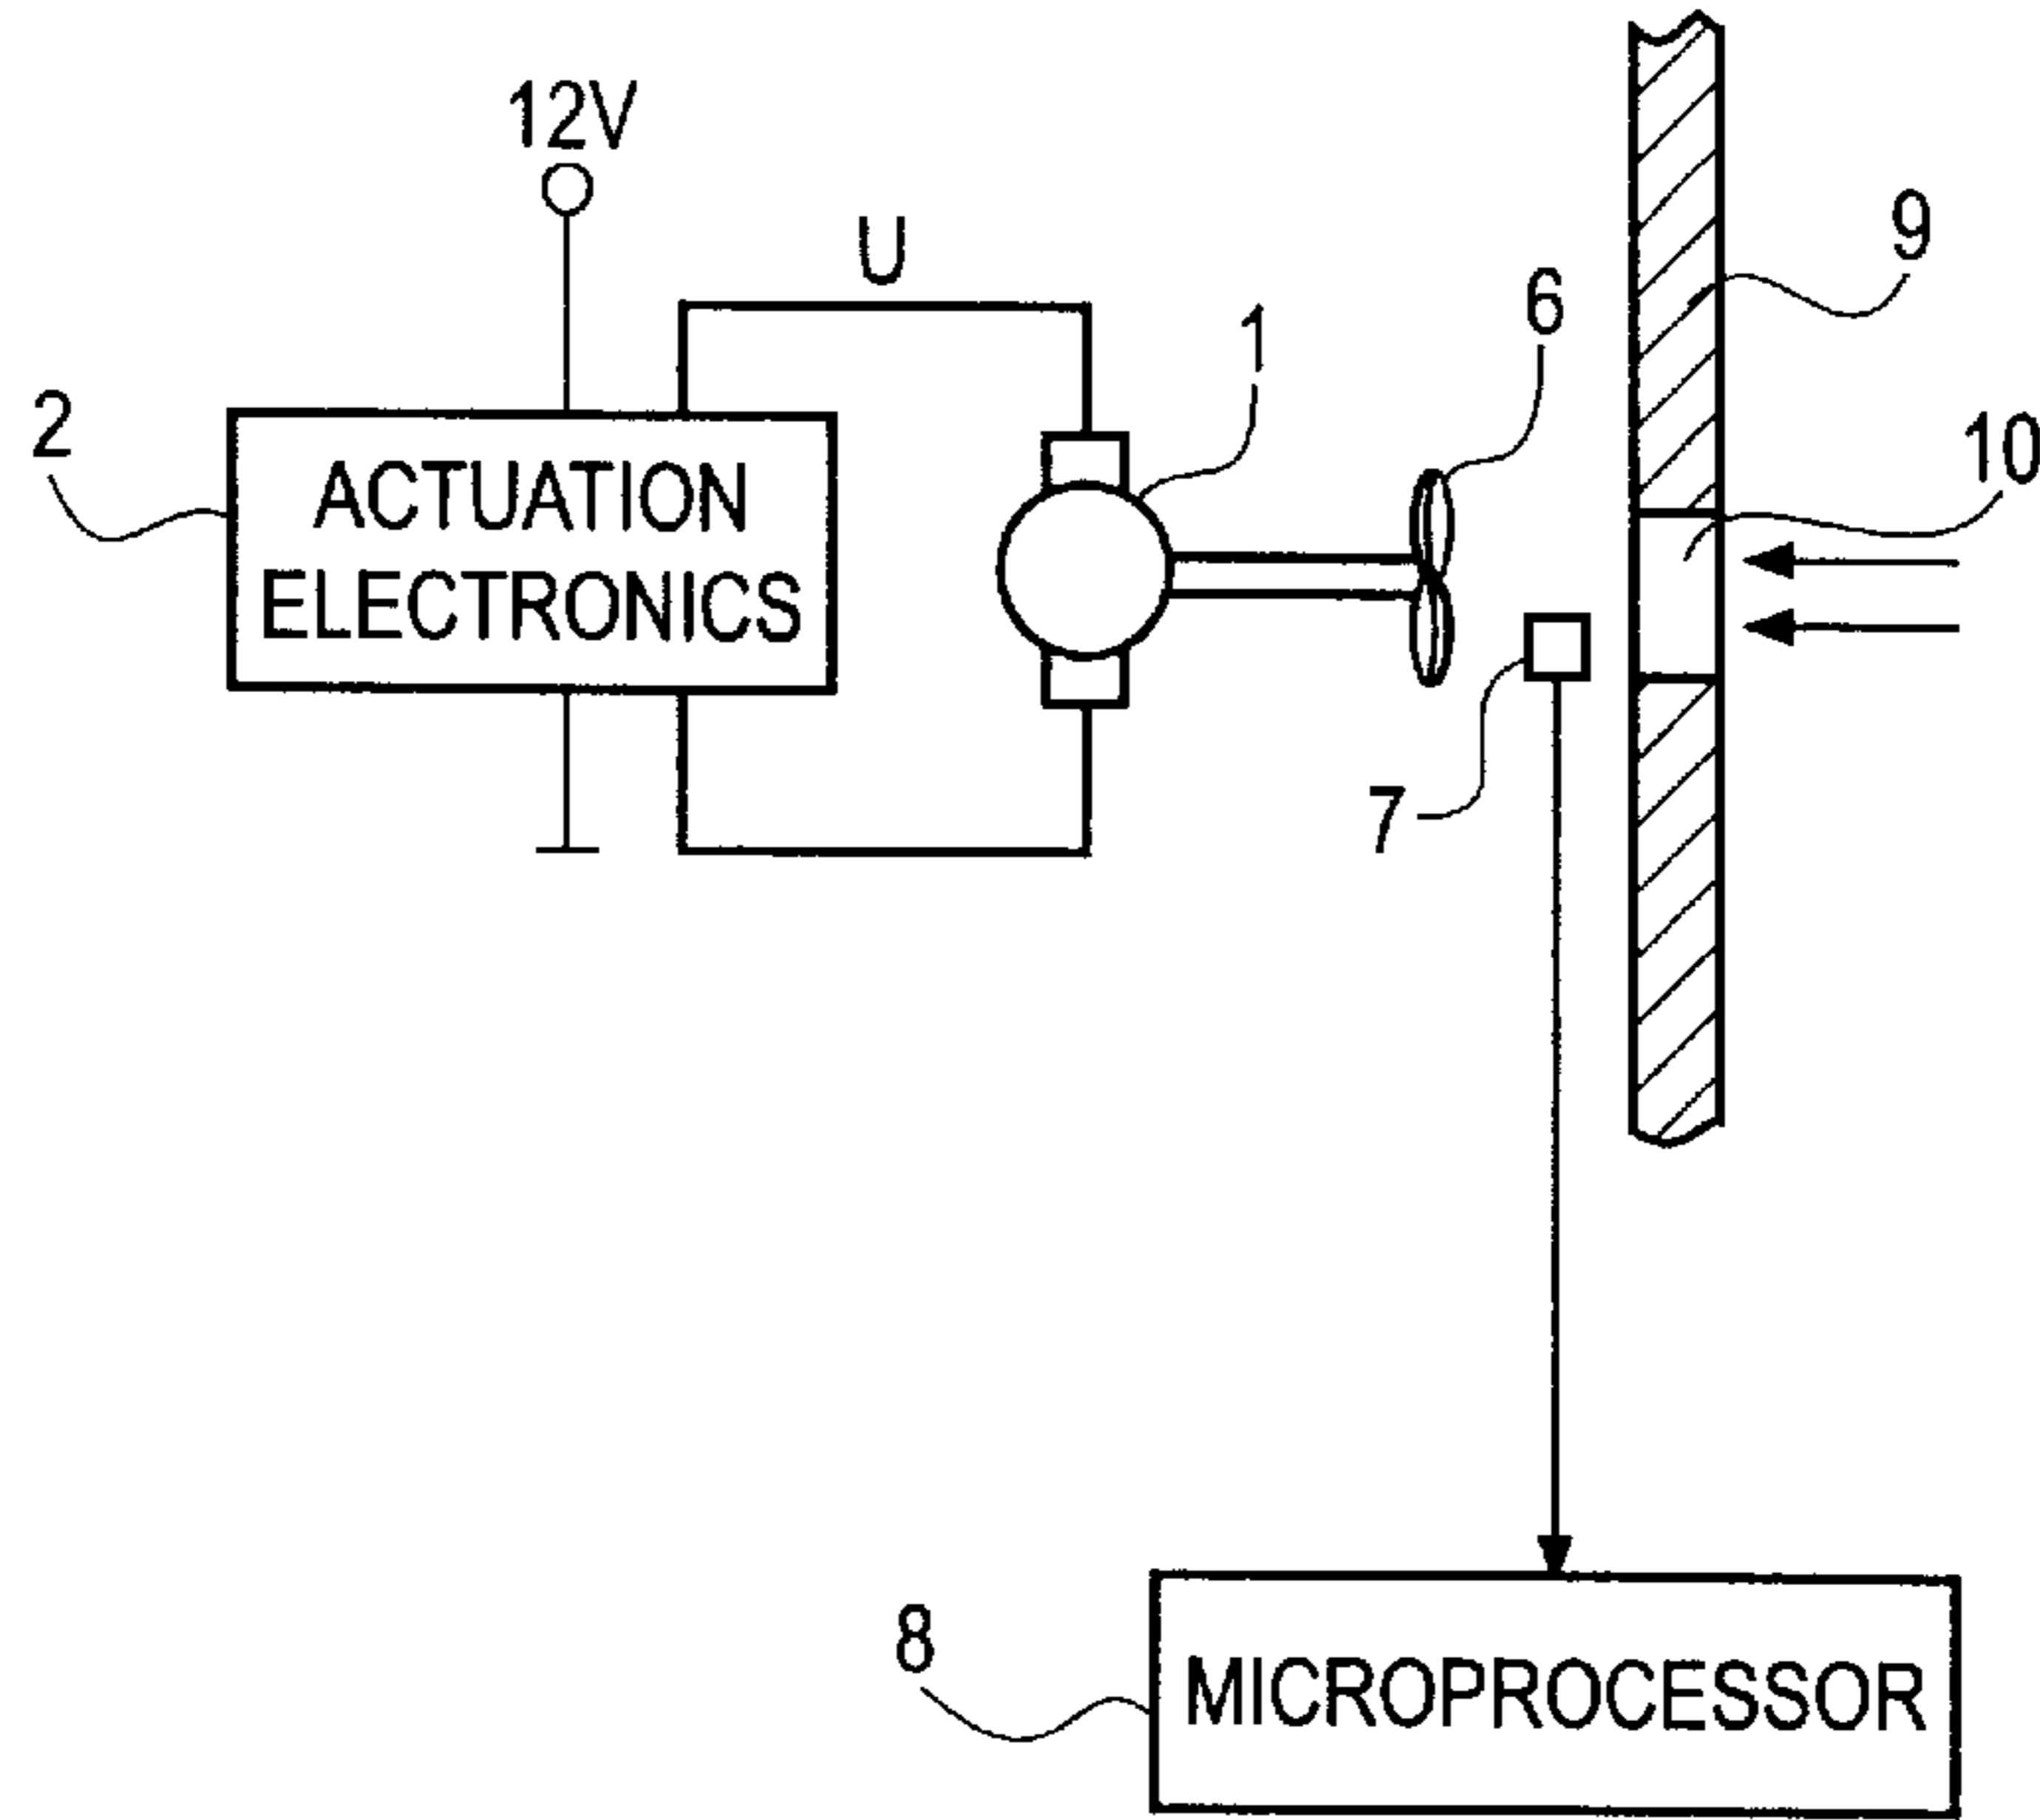 12V
U
9
6
1
2
10
ACTUATION
ELECTRONICS
7
8
MICROPROCESSOR